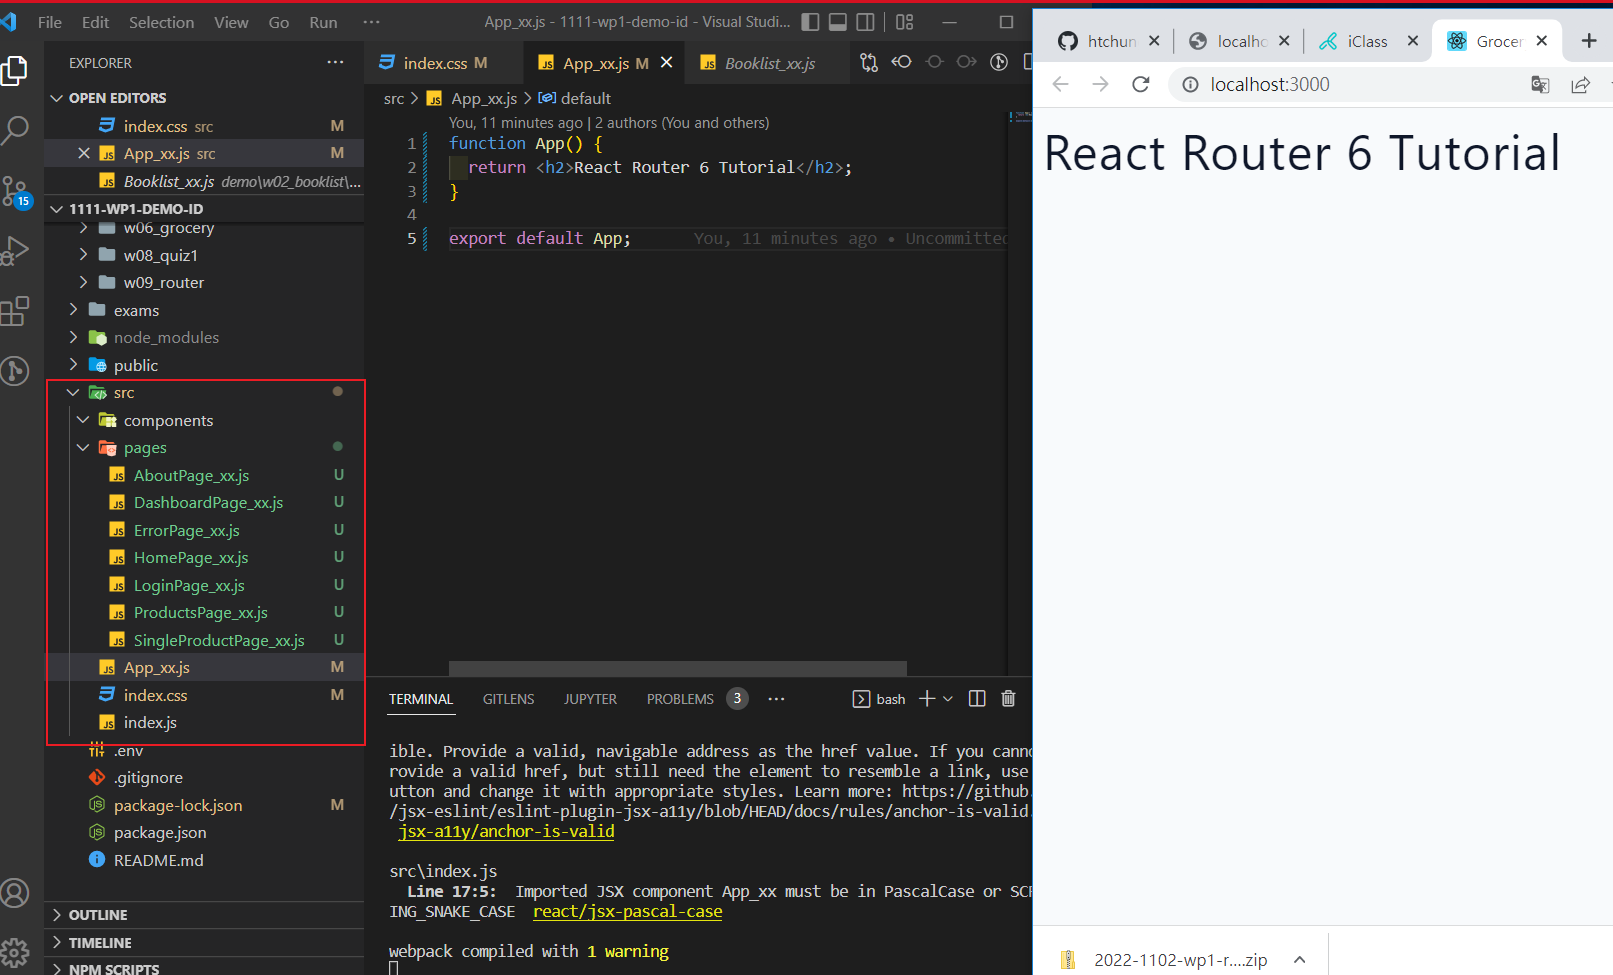 File Edit Selection View Go Run ··· App_xx.js - 1111-wp1-demo-id - Visual Studi...
EXPLORER ···
OPEN EDITORS
index.css src M
App_xx.js src M
Booklist_xx.js demo\w02_booklist\...
1111-WP1-DEMO-ID
w06_grocery
w08_quiz1
w09_router
exams
node_modules
public
src
components
pages
AboutPage_xx.js U
DashboardPage_xx.js U
ErrorPage_xx.js U
HomePage_xx.js U
LoginPage_xx.js U
ProductsPage_xx.js U
SingleProductPage_xx.js U
App_xx.js M
index.css M
index.js
.env
.gitignore
package-lock.json M
package.json
README.md
OUTLINE
TIMELINE
NPM SCRIPTS
15
index.css M App_xx.js M Booklist_xx.js
src > App_xx.js > default
You, 11 minutes ago | 2 authors (You and others)
1 function App() {
2 return <h2>React Router 6 Tutorial</h2>;
3 }
4
5 export default App; You, 11 minutes ago • Uncommitted
TERMINAL GITLENS JUPYTER PROBLEMS 3 ··· bash
ible. Provide a valid, navigable address as the href value. If you canno
rovide a valid href, but still need the element to resemble a link, use
utton and change it with appropriate styles. Learn more: https://github.
/jsx-eslint/eslint-plugin-jsx-a11y/blob/HEAD/docs/rules/anchor-is-valid.
jsx-a11y/anchor-is-valid
src\index.js
Line 17:5: Imported JSX component App_xx must be in PascalCase or SCR
ING_SNAKE_CASE react/jsx-pascal-case
webpack compiled with 1 warning
htchun localho iClass Grocer
localhost:3000
React Router 6 Tutorial
2022-1102-wp1-r....zip